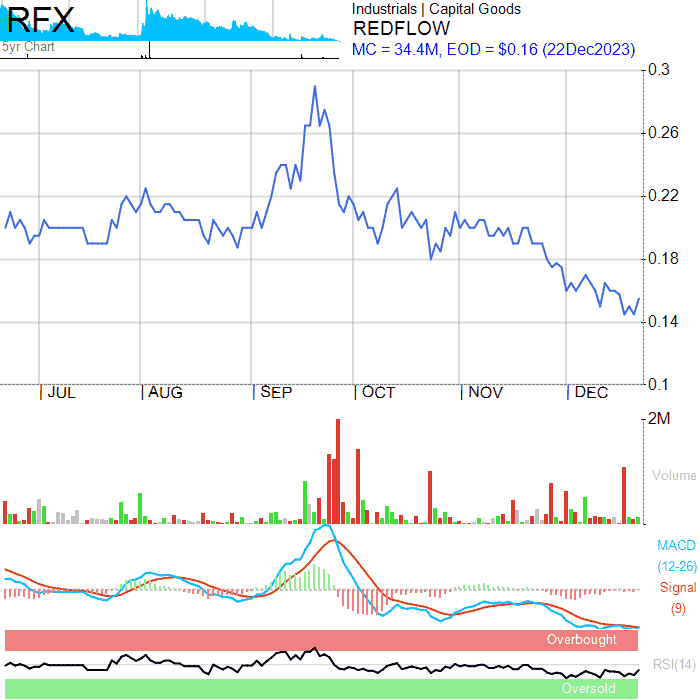 RFX
5yr Chart
Industrials | Capital Goods
REDFLOW
MC = 34.4M, EOD = $0.16 (22Dec2023)
0.3
0.26
0.22
0.18
0.14
0.1
| JUL | AUG | SEP | OCT | NOV | DEC
2M
Volume
MACD
(12-26)
Signal
(9)
Overbought
RSI(14)
Oversold